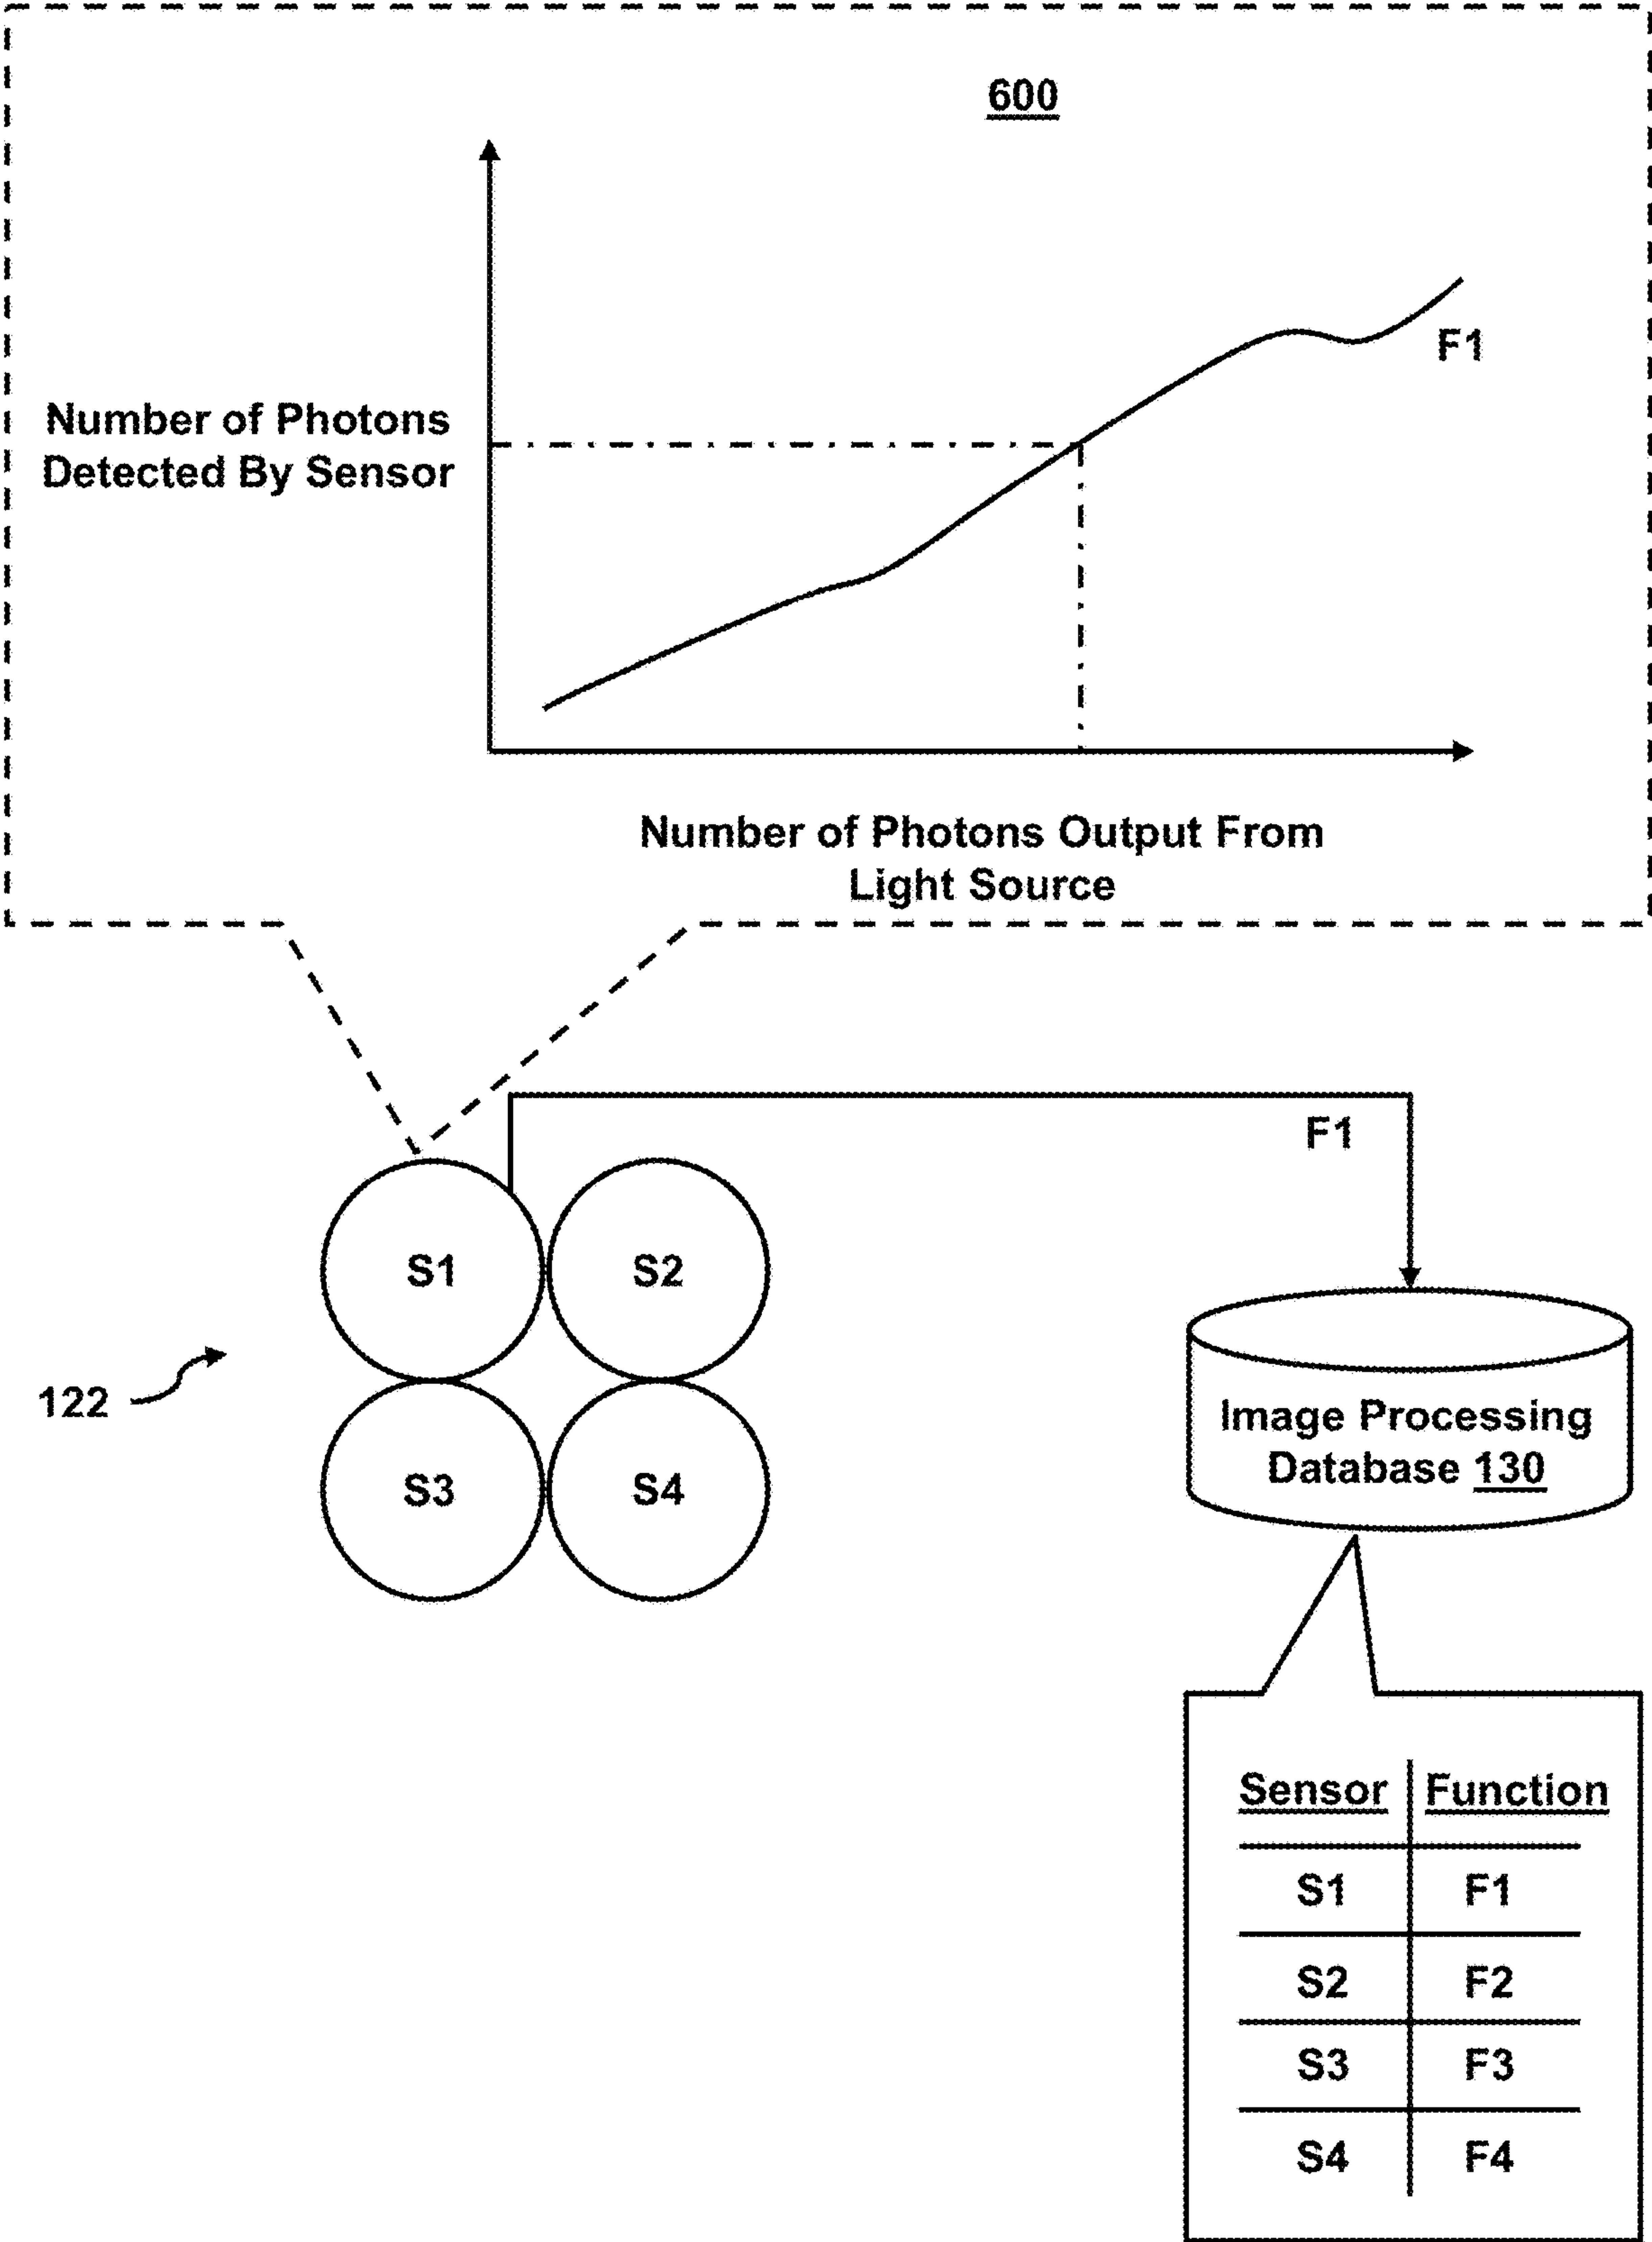 600
F1
Number of Photons
Detected By Sensor
Number of Photons Output From
Light Source
F1
S1
S2
122
S3
S4
Image Processing
Database 130
Sensor Function
S1 F1
S2 F2
S3 F3
S4 F4